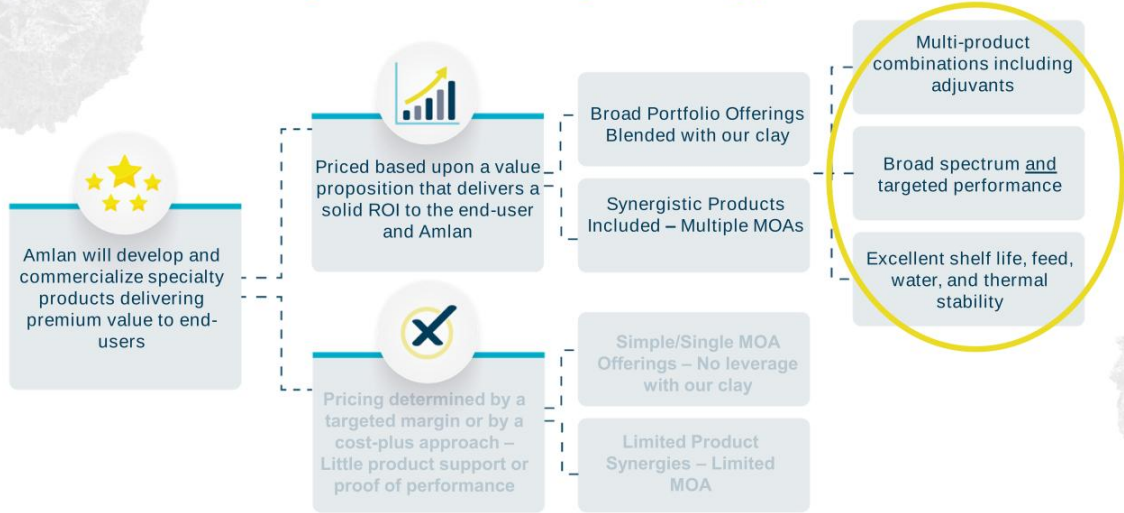 Amlan will develop and
commercialize specialty
products delivering
premium value to end-
users
Priced based upon a value
proposition that delivers a
solid ROI to the end-user
and Amlan
Pricing determined by a
targeted margin or by a
cost-plus approach –
Little product support or
proof of performance
Broad Portfolio Offerings
Blended with our clay
Synergistic Products
Included – Multiple MOAs
Simple/Single MOA
Offerings – No leverage
with our clay
Limited Product
Synergies – Limited
MOA
Multi-product
combinations including
adjuvants
Broad spectrum and
targeted performance
Excellent shelf life, feed,
water, and thermal
stability